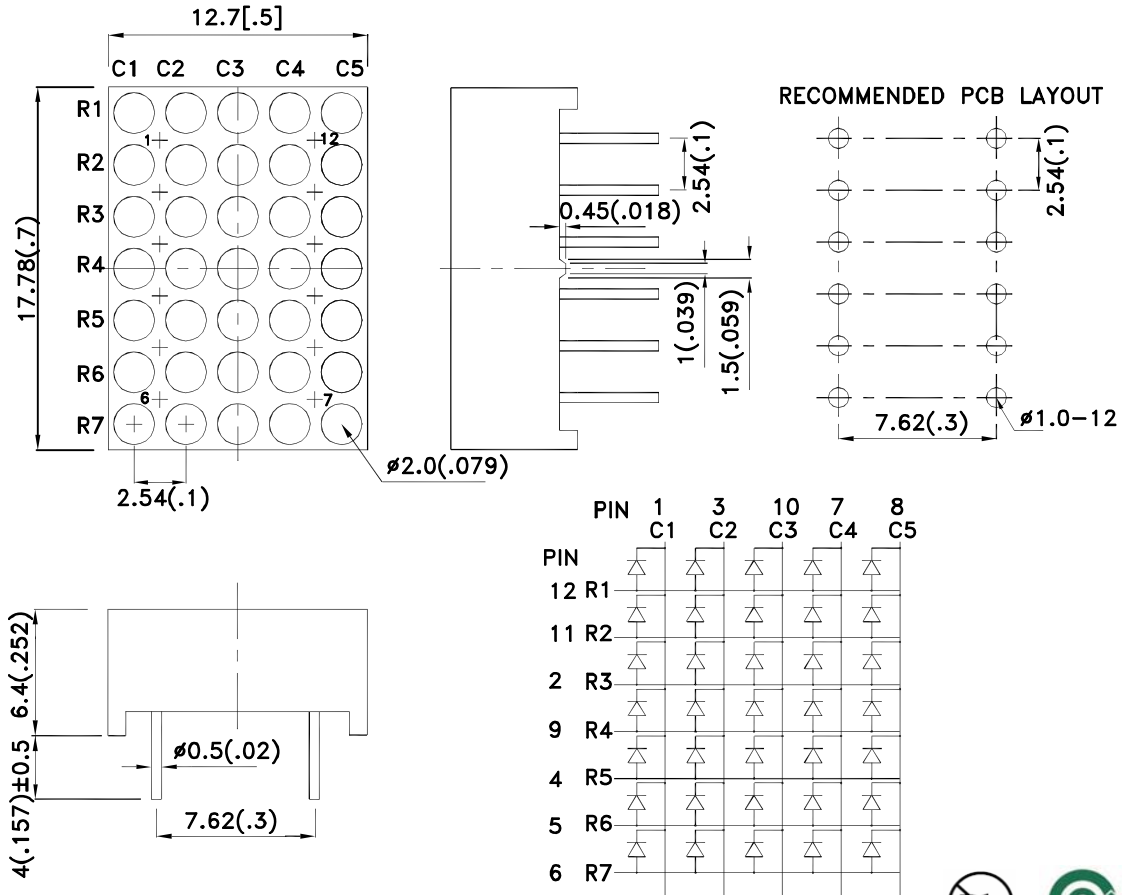 12.7[.5]
C1 C2 C3 C4 C5
R1
R2
R3
R4
R5
R6
R7
1
12
6
7
17.78(.7)
2.54(.1)
ø2.0(.079)
2.54(.1)
0.45(.018)
1(.039)
1.5(.059)
RECOMMENDED PCB LAYOUT
2.54(.1)
7.62(.3)
ø1.0-12
6.4(.252)
4(.157)±0.5
ø0.5(.02)
7.62(.3)
PIN 1 3 10 7 8
C1 C2 C3 C4 C5
PIN
12 R1
11 R2
2 R3
9 R4
4 R5
5 R6
6 R7